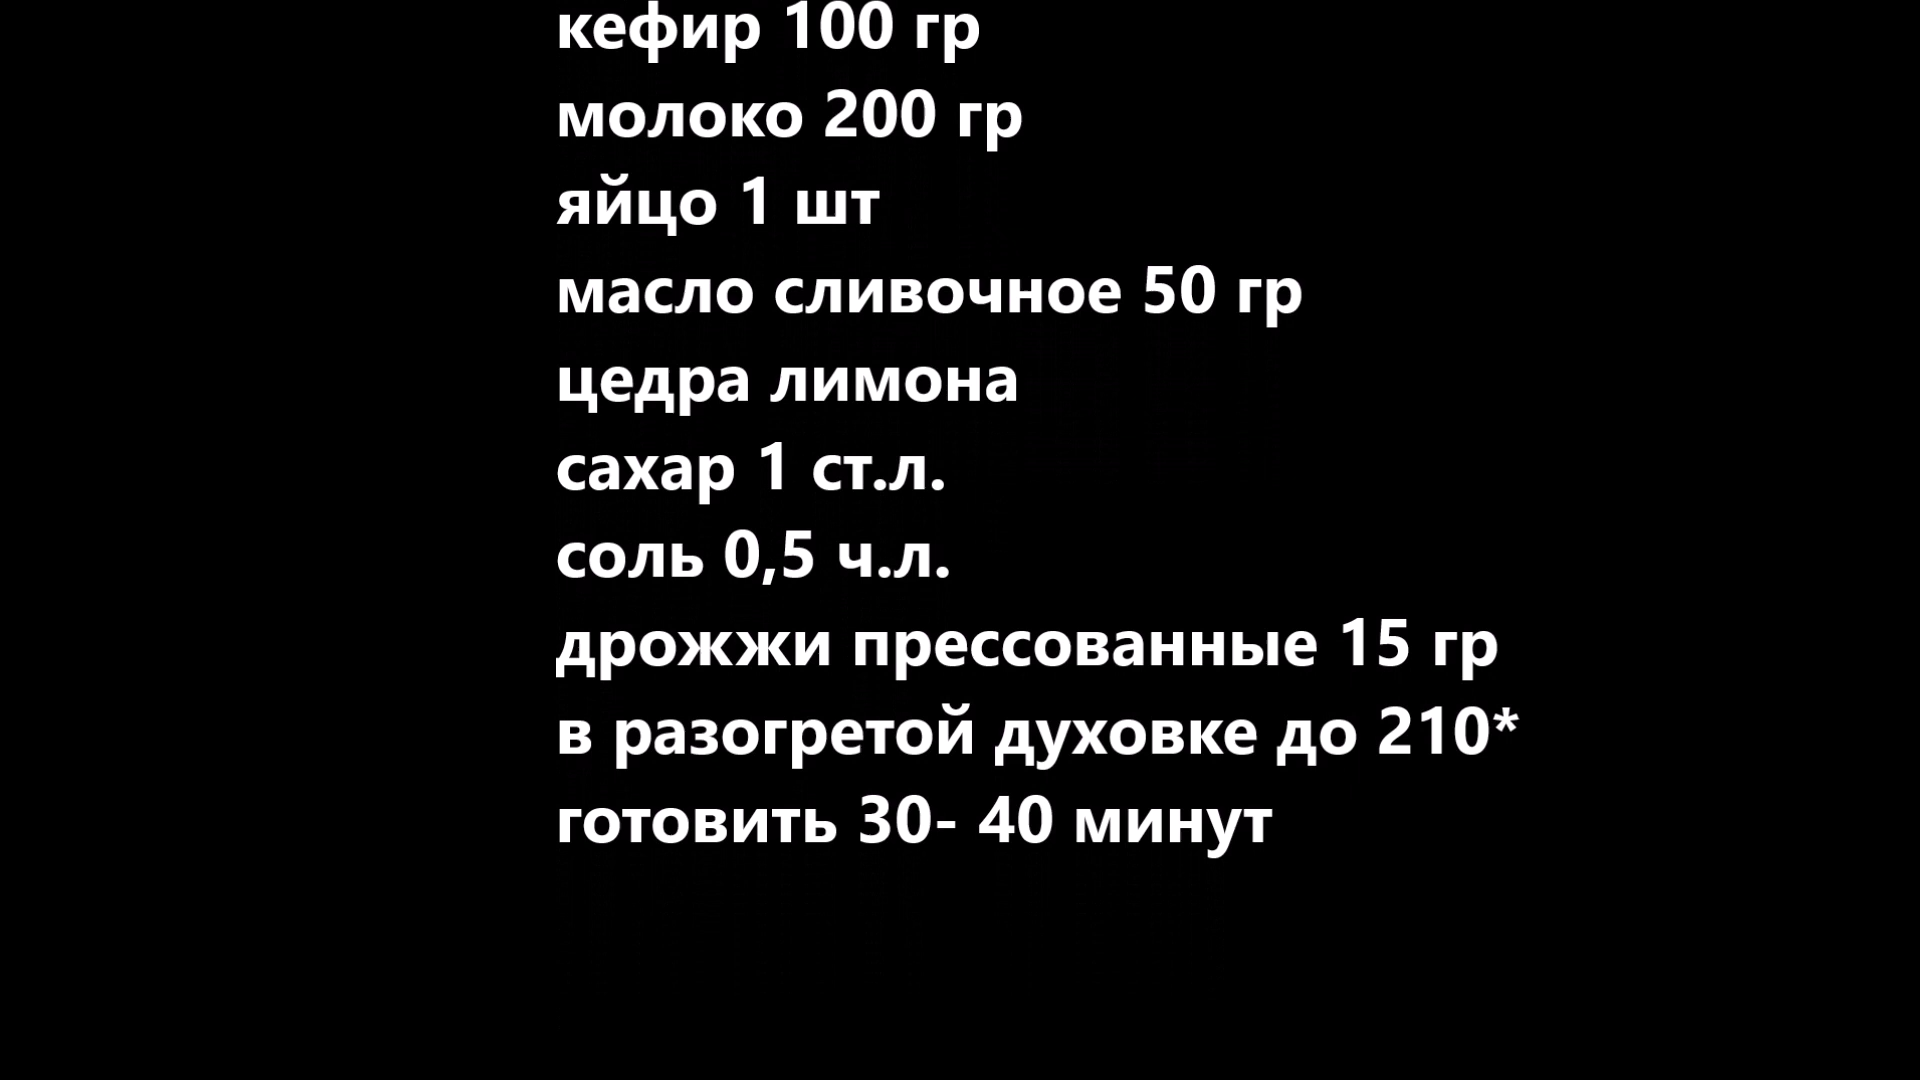 кефир 100 гр
молоко 200 гр
яйцо 1 шт
масло сливочное 50 гр
цедра лимона
сахар 1 ст.л.
соль 0,5 ч.л.
дрожжи прессованные 15 гр
в разогретой духовке до 210*
готовить 30- 40 минут